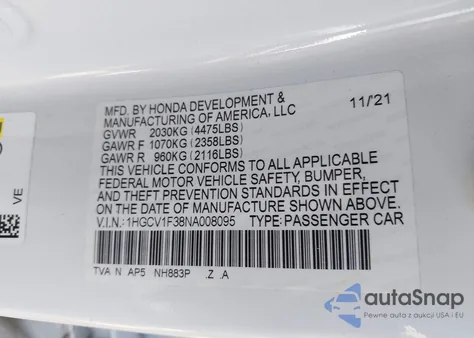 MFD. BY HONDA DEVELOPMENT & 11/21
MANUFACTURING OF AMERICA, LLC
GVWR 2030KG (4475LBS)
GAWR F 1070KG (2358LBS)
GAWR R 960KG (2116LBS)
THIS VEHICLE CONFORMS TO ALL APPLICABLE
FEDERAL MOTOR VEHICLE SAFETY, BUMPER,
AND THEFT PREVENTION STANDARDS IN EFFECT
ON THE DATE OF MANUFACTURE SHOWN ABOVE.
V.I.N.: 1HGCV1F38NA008095 TYPE: PASSENGER CAR
TVA N AP5 NH883P .Z .A
VE
autoSnap
Pewne auta z aukcji USA i EU